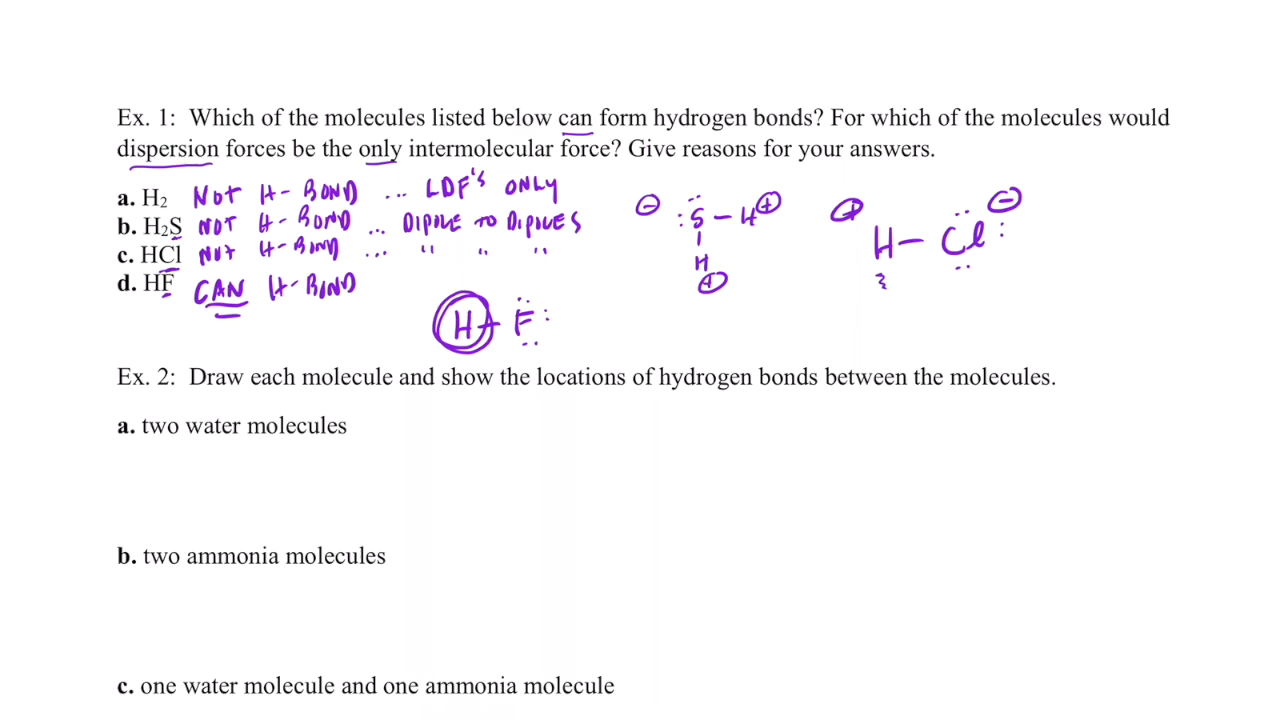 Ex. 1: Which of the molecules listed below can form hydrogen bonds? For which of the molecules would
dispersion forces be the only intermolecular force? Give reasons for your answers.
a. H₂ NOT H-BOND ... LDF'S ONLY
b. H₂S NOT H-BOND ... DIPOLE TO DIPOLES
c. HCl NOT H-BOND ... " " "
d. HF CAN H-BOND
⊖ :S̈ – H ⊕
H
⊕
⊕ H – Cl: ⊖
H – F:
Ex. 2: Draw each molecule and show the locations of hydrogen bonds between the molecules.
a. two water molecules
b. two ammonia molecules
c. one water molecule and one ammonia molecule